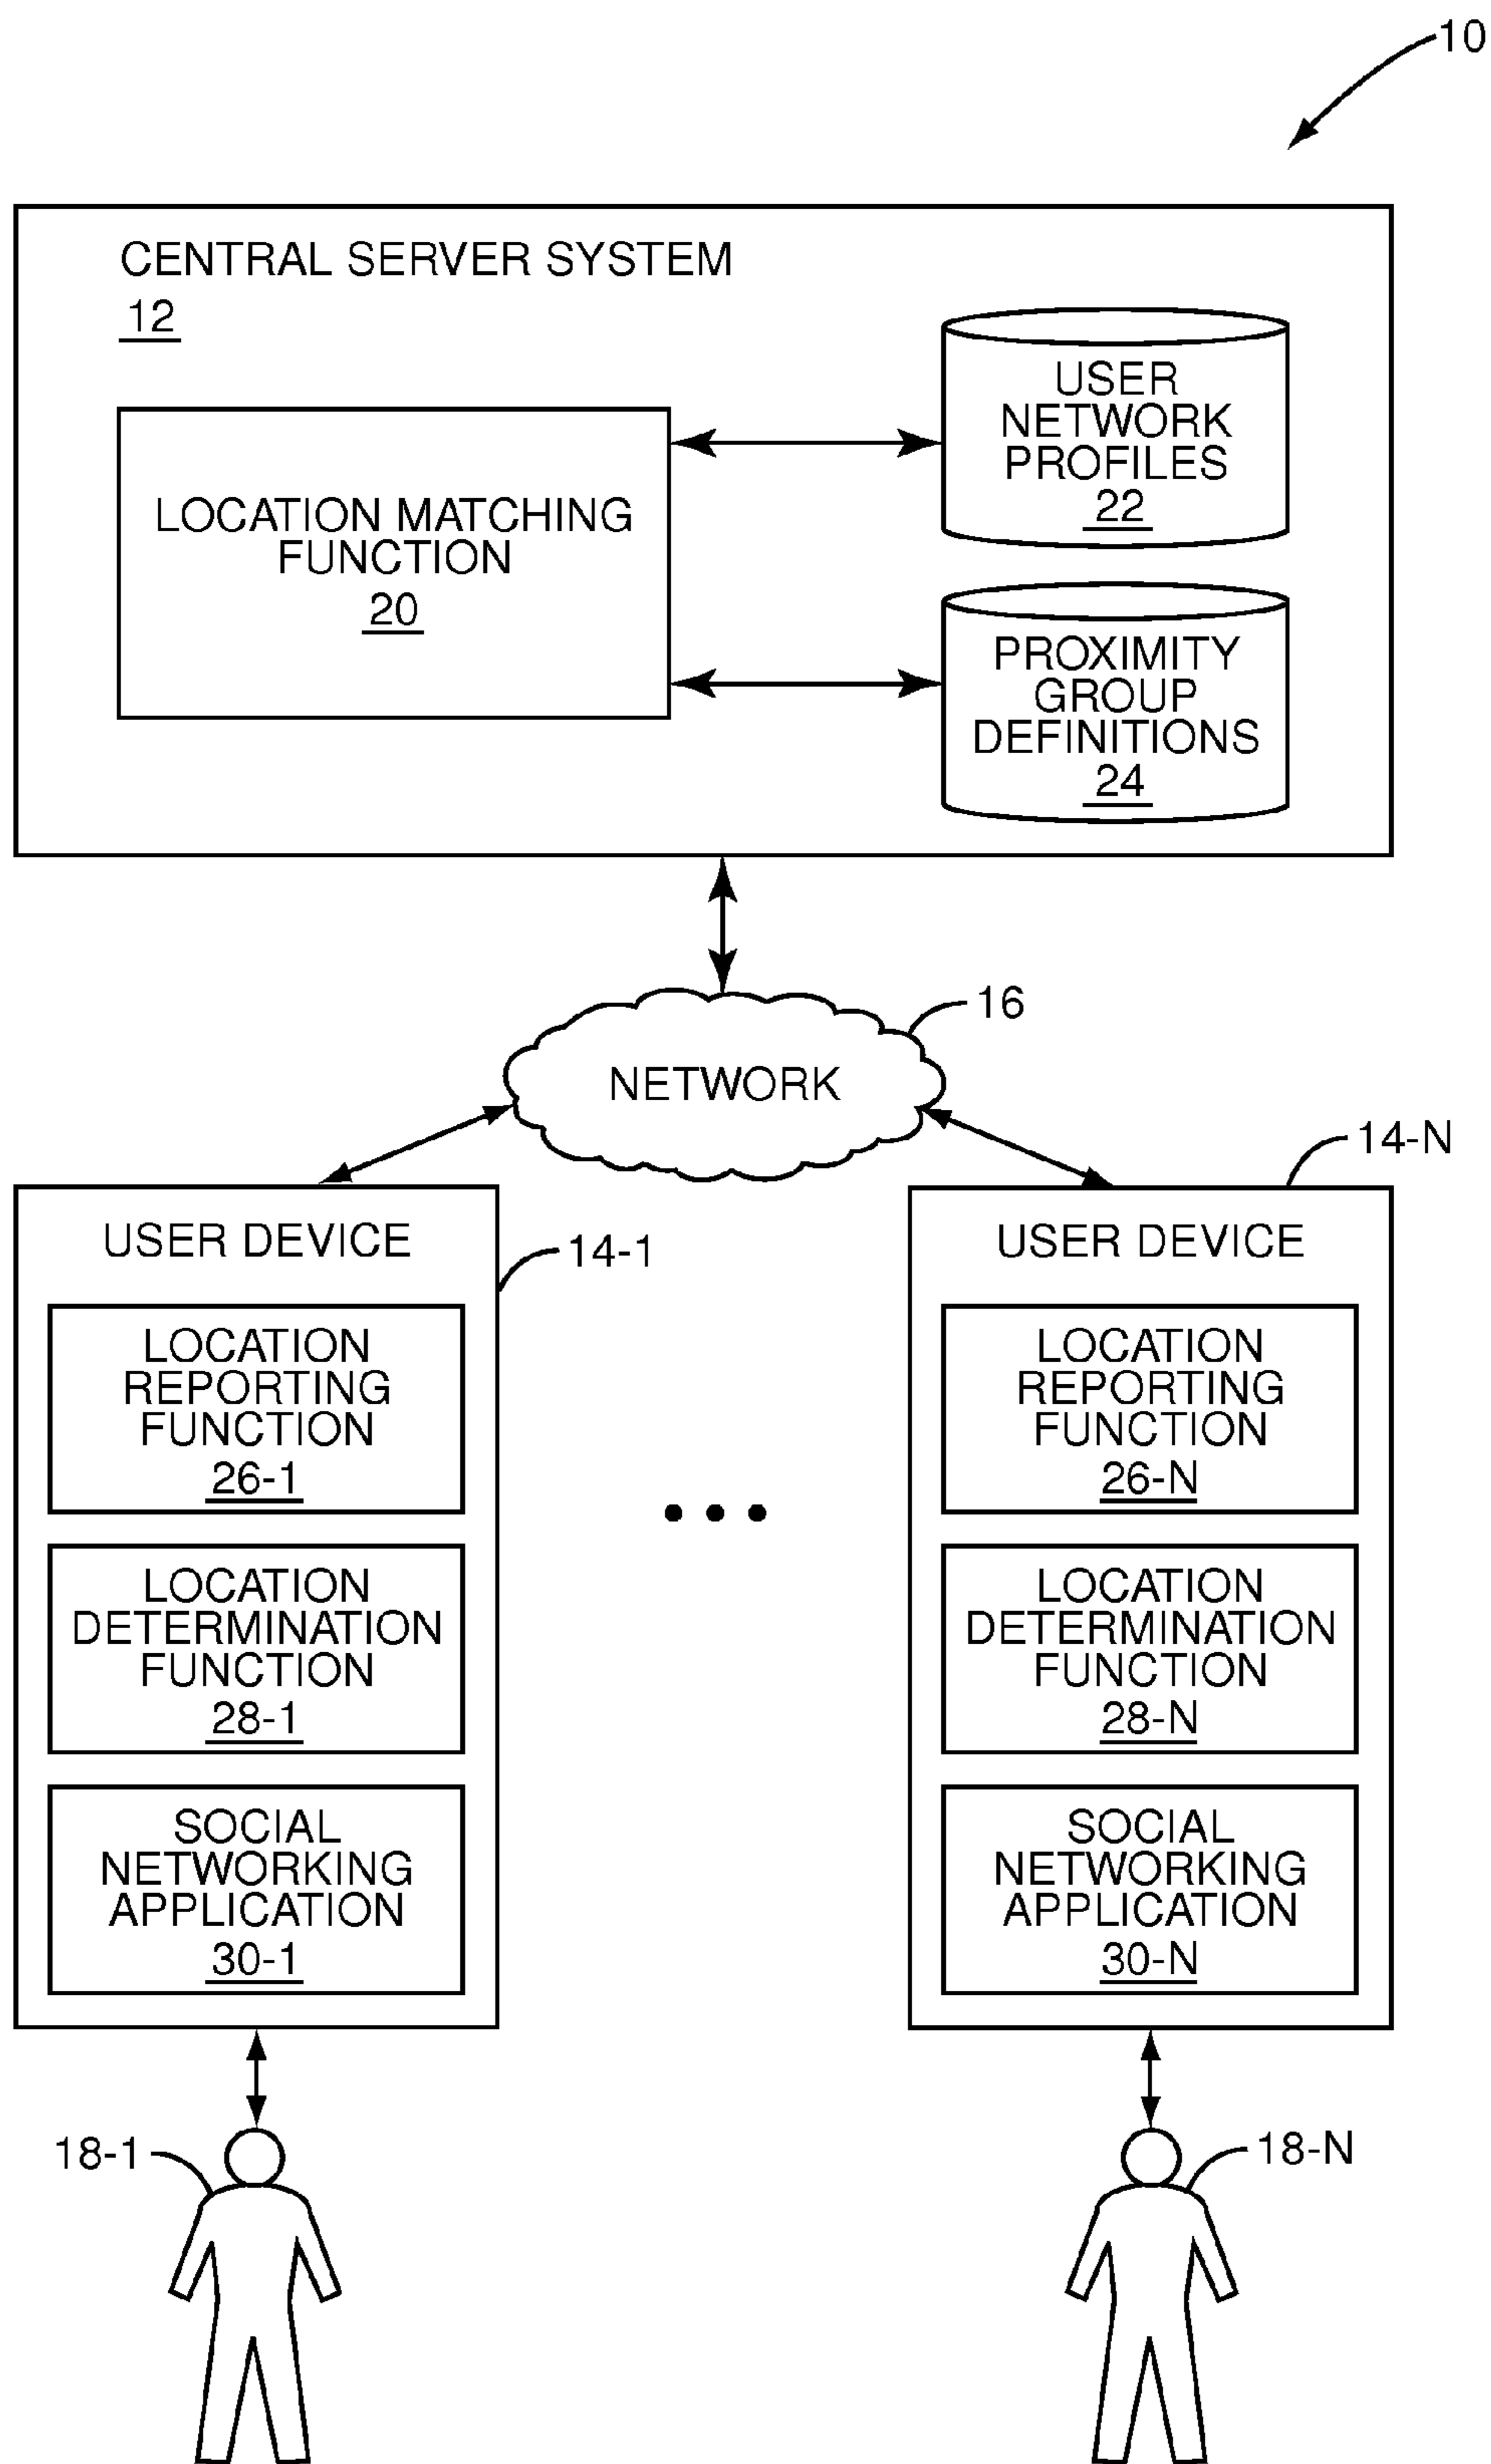 10
CENTRAL SERVER SYSTEM
12
LOCATION MATCHING
FUNCTION
20
USER
NETWORK
PROFILES
22
PROXIMITY
GROUP
DEFINITIONS
24
16
NETWORK
14-N
USER DEVICE
14-1
LOCATION
REPORTING
FUNCTION
26-1
LOCATION
DETERMINATION
FUNCTION
28-1
SOCIAL
NETWORKING
APPLICATION
30-1
USER DEVICE
LOCATION
REPORTING
FUNCTION
26-N
LOCATION
DETERMINATION
FUNCTION
28-N
SOCIAL
NETWORKING
APPLICATION
30-N
18-1
18-N